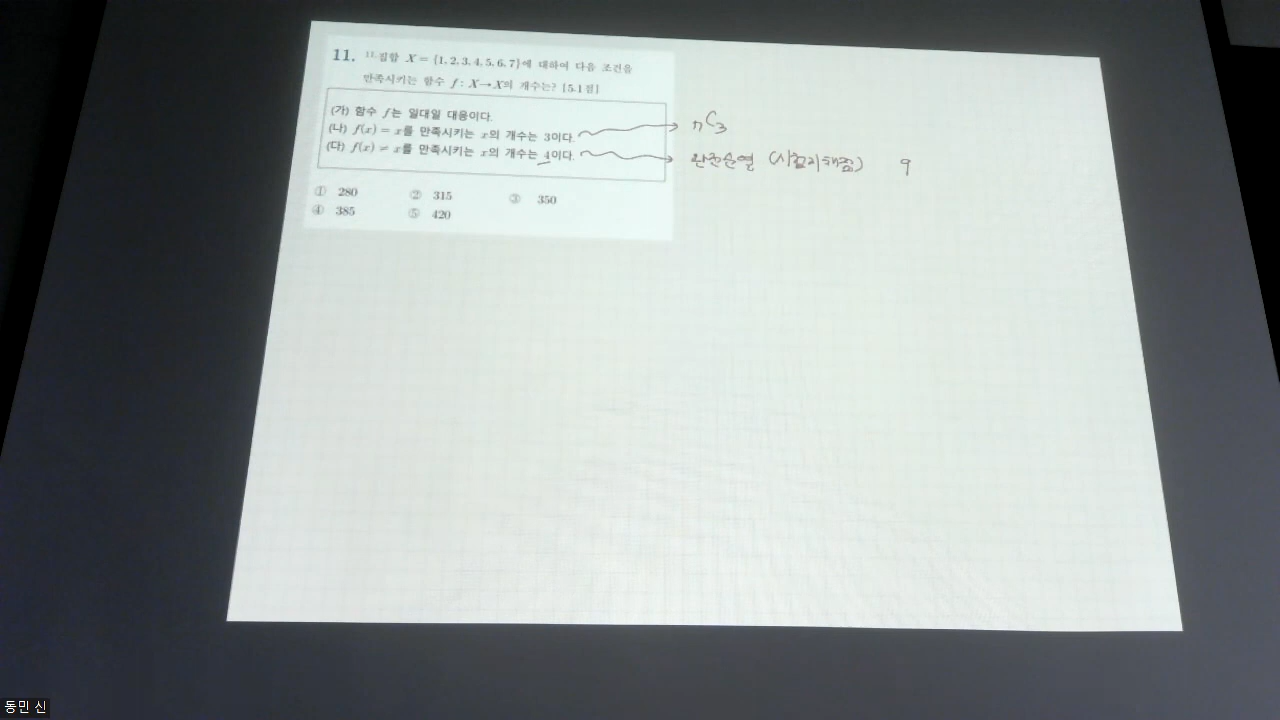 11. 11.집합 X = {1, 2, 3, 4, 5, 6, 7}에 대하여 다음 조건을
만족시키는 함수 f : X→X의 개수는? [5.1점]
(가) 함수 f는 일대일 대응이다.
(나) f(x) = x를 만족시키는 x의 개수는 3이다.
(다) f(x) ≠ x를 만족시키는 x의 개수는 4이다.
① 280 ② 315 ③ 350
④ 385 ⑤ 420
7C3
완전순열 (시험지해줌) 9
동민 신